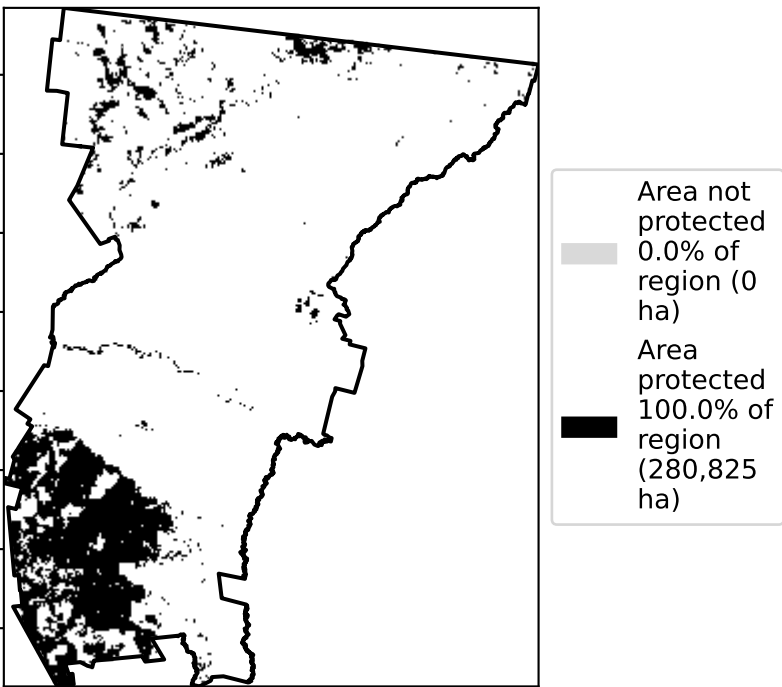 Area not
protected
0.0% of
region (0
ha)
Area
protected
100.0% of
region
(280,825
ha)